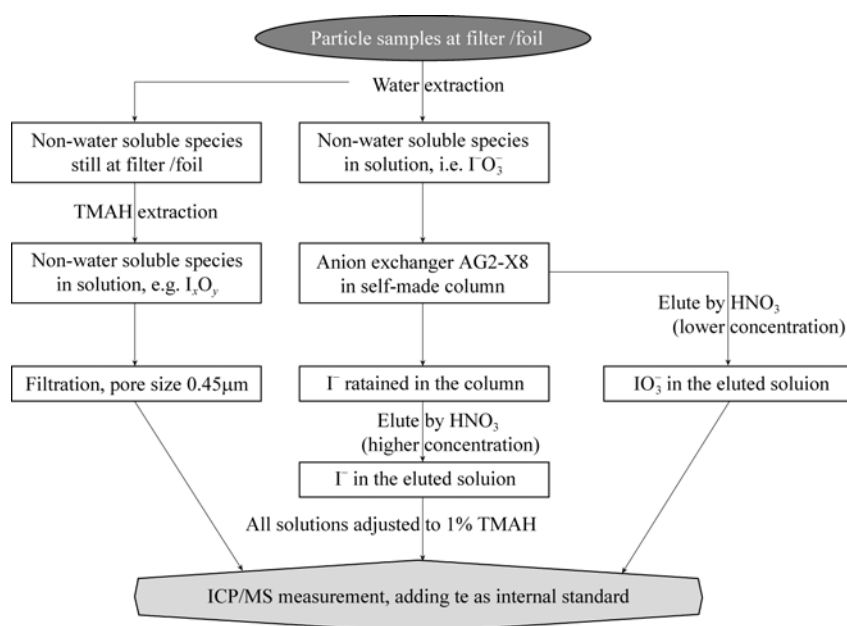 Particle samples at filter /foil
Water extraction
Non-water soluble species
still at filter /foil
Non-water soluble species
in solution, i.e. I⁻O₃⁻
TMAH extraction
Non-water soluble species
in solution, e.g. IₓOᵧ
Anion exchanger AG2-X8
in self-made column
Elute by HNO₃
(lower concentration)
Filtration, pore size 0.45μm
I⁻ ratained in the column
IO₃⁻ in the eluted soluion
Elute by HNO₃
(higher concentration)
I⁻ in the eluted soluion
All solutions adjusted to 1% TMAH
ICP/MS measurement, adding te as internal standard